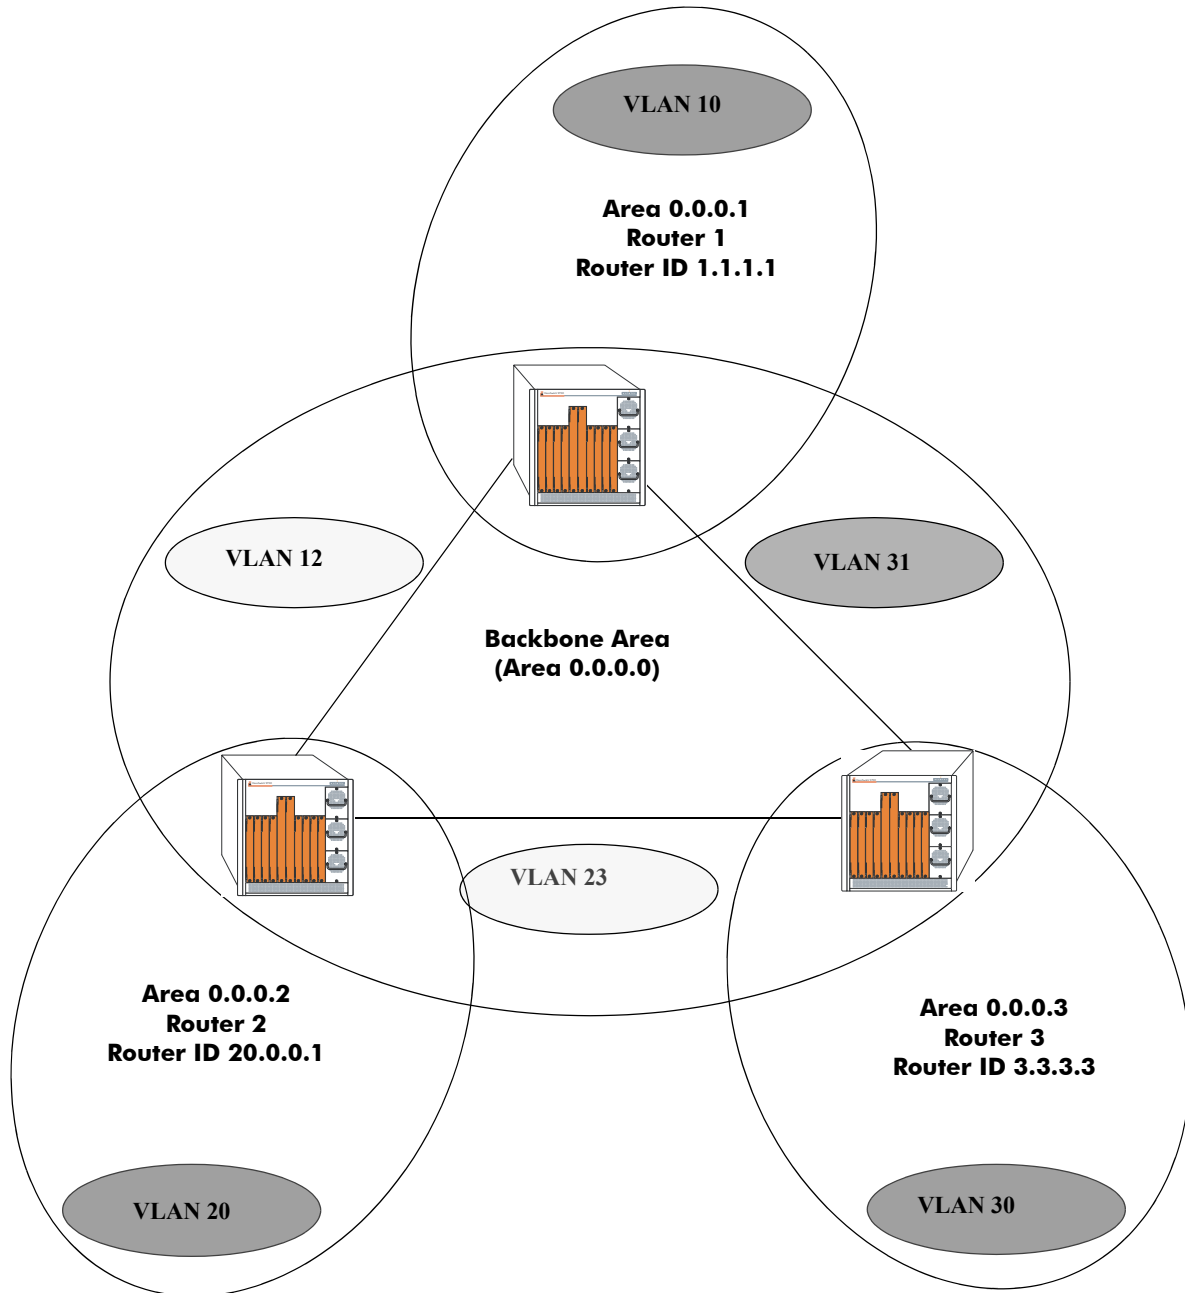 VLAN 10
Area 0.0.0.1
Router 1
Router ID 1.1.1.1
VLAN 12
VLAN 31
Backbone Area
(Area 0.0.0.0)
VLAN 23
Area 0.0.0.2
Router 2
Router ID 20.0.0.1
Area 0.0.0.3
Router 3
Router ID 3.3.3.3
VLAN 20
VLAN 30